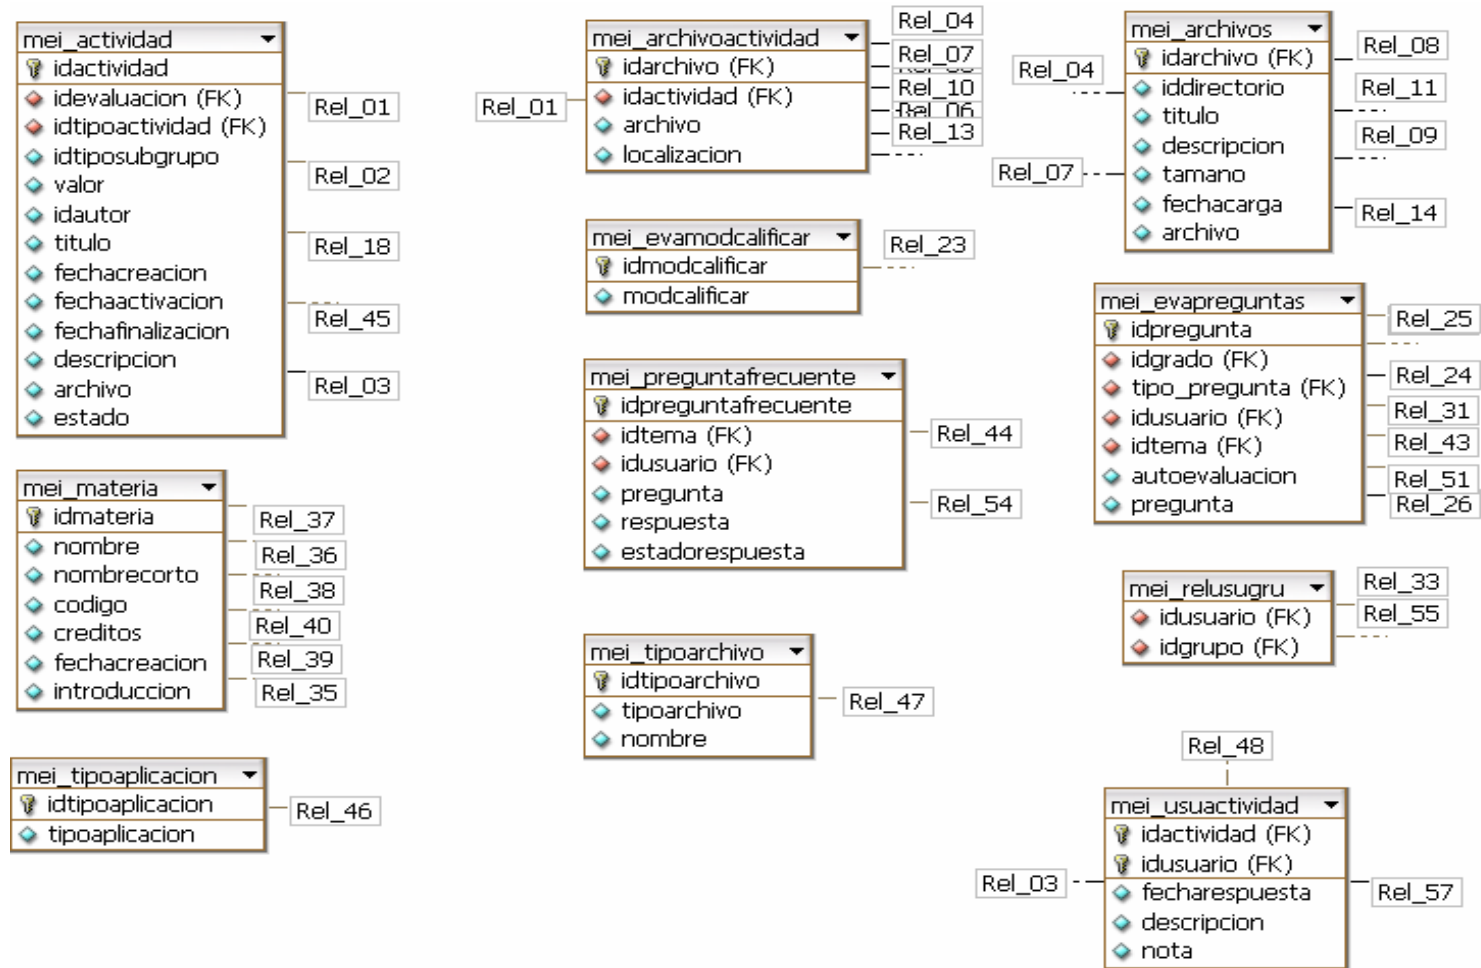 mei_actividad
idactividad
idevaluacion (FK)
idtipoactividad (FK)
idtiposubgrupo
valor
idautor
titulo
fechacreacion
fechaactivacion
fechafinalizacion
descripcion
archivo
estado
Rel_01
Rel_02
Rel_18
Rel_45
Rel_03
mei_materia
idmateria
nombre
nombrecorto
codigo
creditos
fechacreacion
introduccion
Rel_37
Rel_36
Rel_38
Rel_40
Rel_39
Rel_35
mei_tipoaplicacion
idtipoaplicacion
tipoaplicacion
Rel_46
Rel_01
mei_archivoactividad
idarchivo (FK)
idactividad (FK)
archivo
localizacion
Rel_04
Rel_07
Rel_10
Rel_06
Rel_13
mei_evamodcalificar
idmodcalificar
modcalificar
Rel_23
mei_preguntafrecuente
idpreguntafrecuente
idtema (FK)
idusuario (FK)
pregunta
respuesta
estadorespuesta
Rel_44
Rel_54
mei_tipoarchivo
idtipoarchivo
tipoarchivo
nombre
Rel_47
Rel_04
Rel_07
mei_archivos
idarchivo (FK)
iddirectorio
titulo
descripcion
tamano
fechacarga
archivo
Rel_08
Rel_11
Rel_09
Rel_14
mei_evapreguntas
idpregunta
idgrado (FK)
tipo_pregunta (FK)
idusuario (FK)
idtema (FK)
autoevaluacion
pregunta
Rel_25
Rel_24
Rel_31
Rel_43
Rel_51
Rel_26
mei_relusugru
idusuario (FK)
idgrupo (FK)
Rel_33
Rel_55
Rel_48
mei_usuactividad
idactividad (FK)
idusuario (FK)
fecharespuesta
descripcion
nota
Rel_03
Rel_57